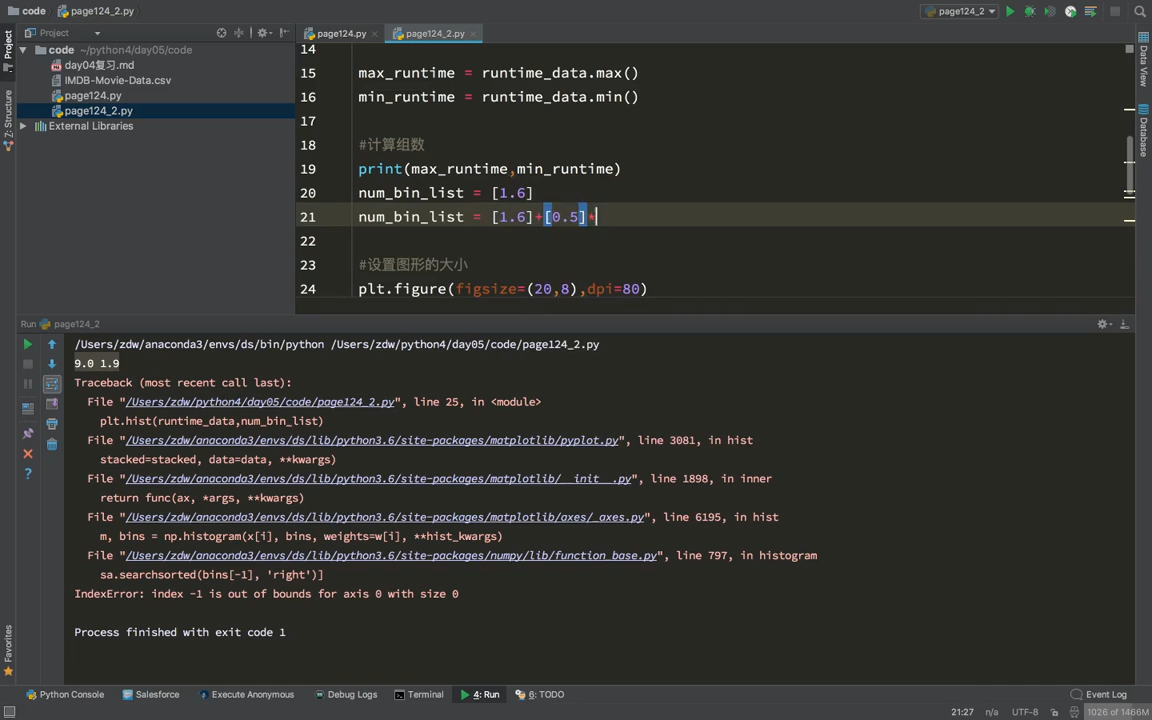 code
page124_2.py
page124_2
Project
page124.py
page124_2.py
code ~/python4/day05/code
day04复习.md
IMDB-Movie-Data.csv
page124.py
page124_2.py
External Libraries
Project
Z: Structure
Favorites
Data View
Database
14
15 max_runtime = runtime_data.max()
16 min_runtime = runtime_data.min()
17
18 #计算组数
19 print(max_runtime,min_runtime)
20 num_bin_list = [1.6]
21 num_bin_list = [1.6]+[0.5]*
22
23 #设置图形的大小
24 plt.figure(figsize=(20,8),dpi=80)
Run page124_2
/Users/zdw/anaconda3/envs/ds/bin/python /Users/zdw/python4/day05/code/page124_2.py
9.0 1.9
Traceback (most recent call last):
File "/Users/zdw/python4/day05/code/page124_2.py", line 25, in <module>
plt.hist(runtime_data,num_bin_list)
File "/Users/zdw/anaconda3/envs/ds/lib/python3.6/site-packages/matplotlib/pyplot.py", line 3081, in hist
stacked=stacked, data=data, **kwargs)
File "/Users/zdw/anaconda3/envs/ds/lib/python3.6/site-packages/matplotlib/__init__.py", line 1898, in inner
return func(ax, *args, **kwargs)
File "/Users/zdw/anaconda3/envs/ds/lib/python3.6/site-packages/matplotlib/axes/_axes.py", line 6195, in hist
m, bins = np.histogram(x[i], bins, weights=w[i], **hist_kwargs)
File "/Users/zdw/anaconda3/envs/ds/lib/python3.6/site-packages/numpy/lib/function_base.py", line 797, in histogram
sa.searchsorted(bins[-1], 'right')]
IndexError: index -1 is out of bounds for axis 0 with size 0
Process finished with exit code 1
Python Console
Salesforce
Execute Anonymous
Debug Logs
Terminal
4: Run
6: TODO
Event Log
21:27
n/a
UTF-8
1026 of 1466M